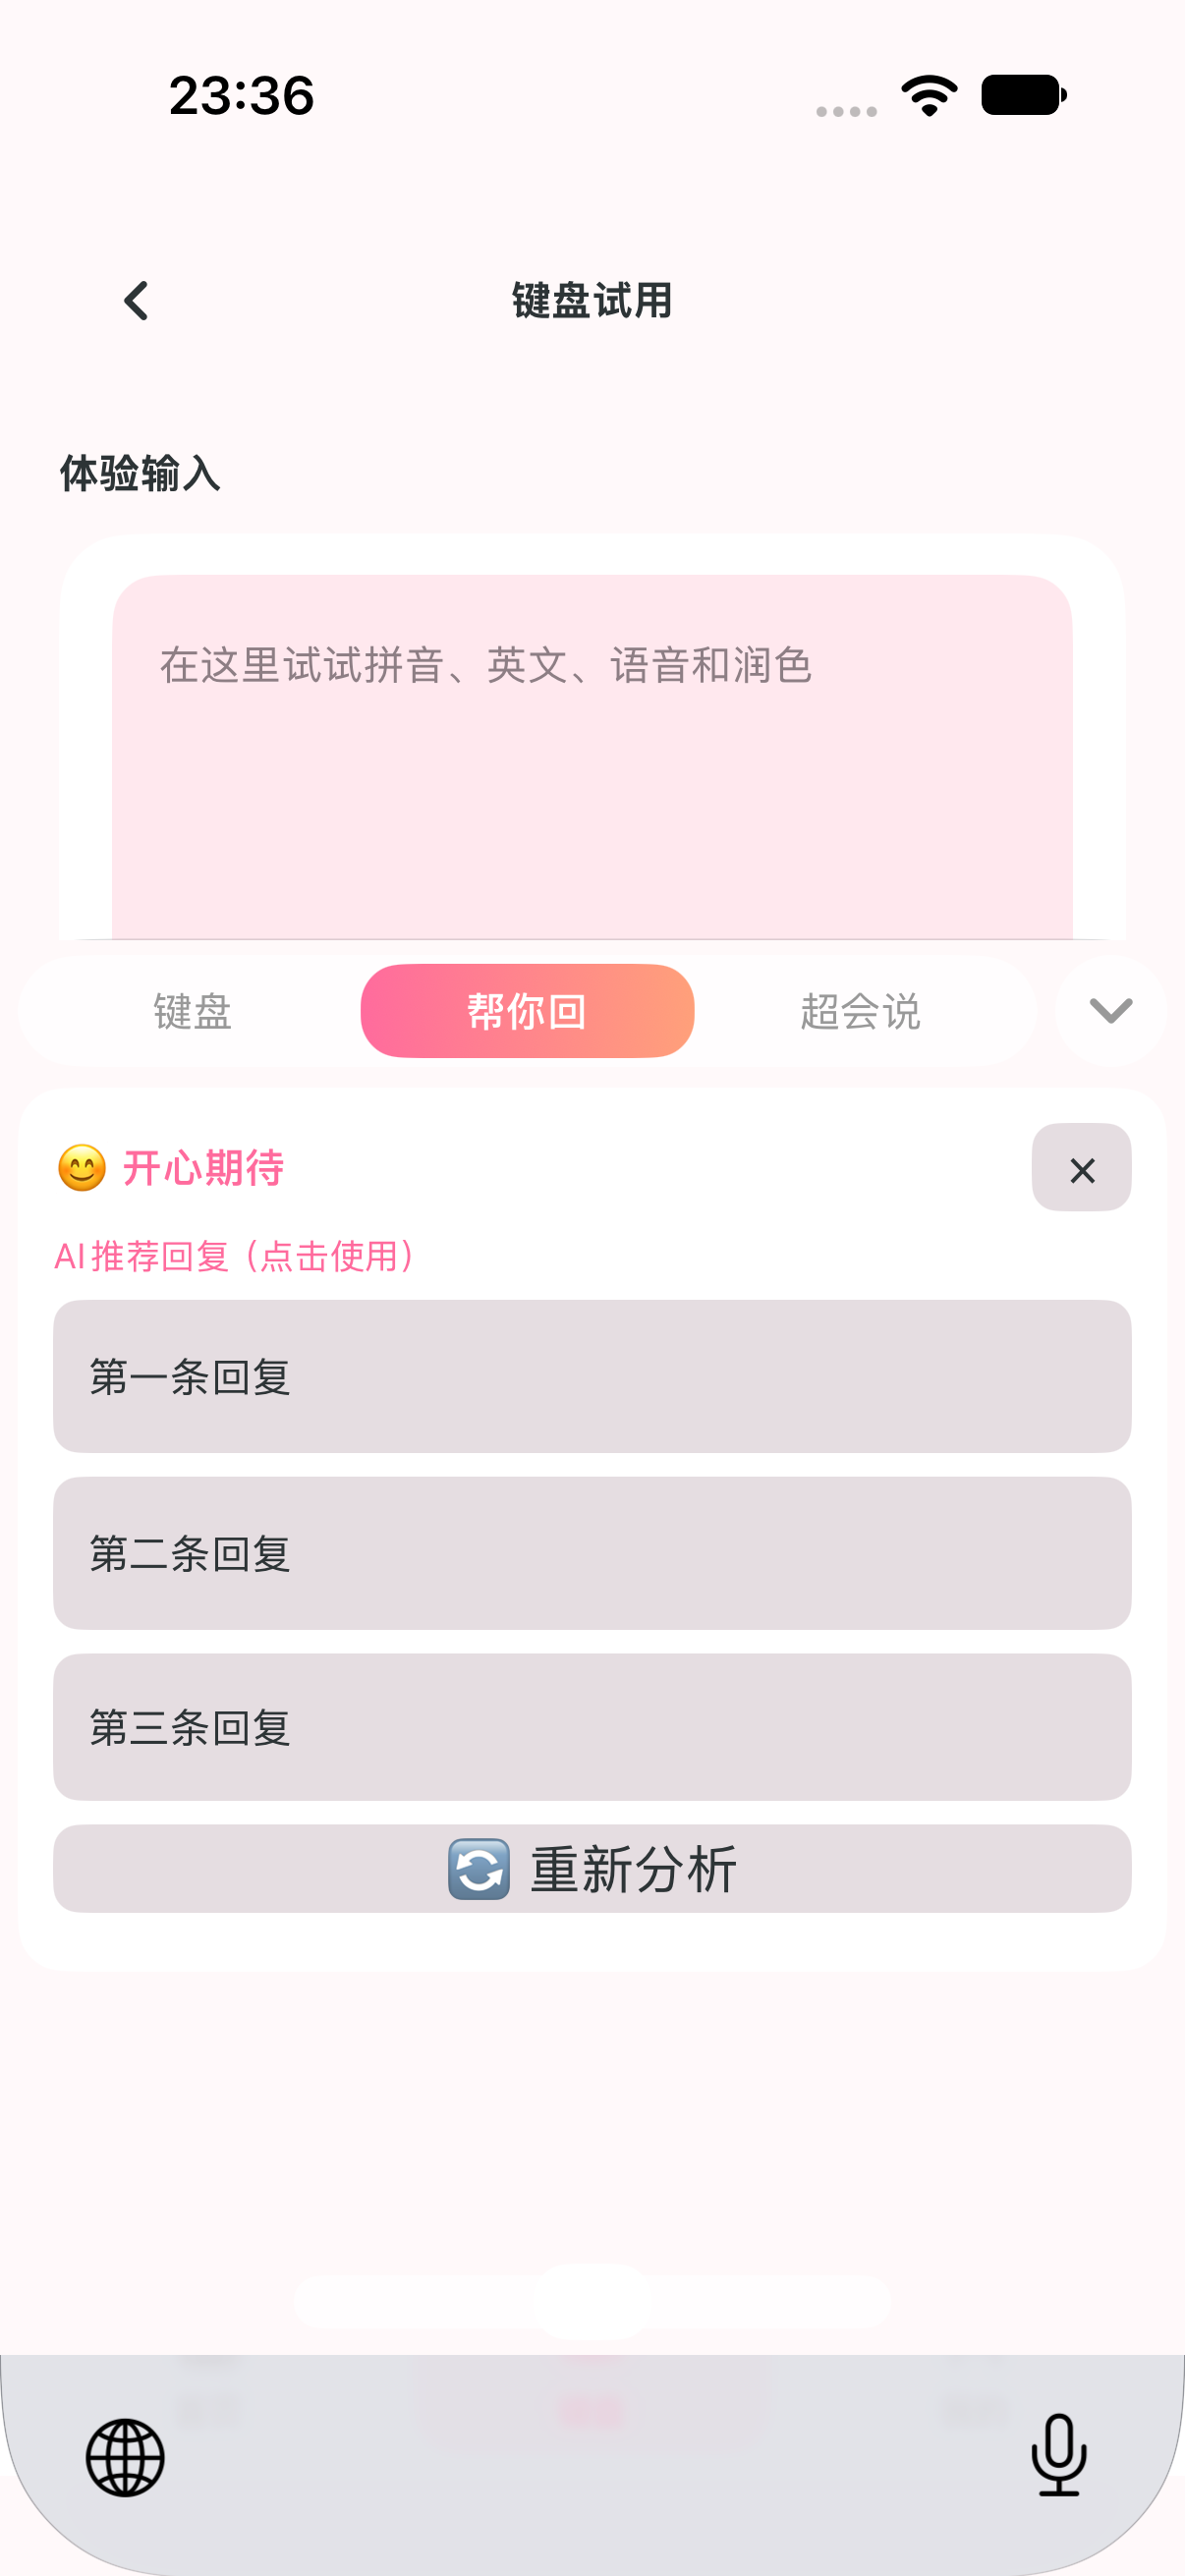 23:36
键盘试用
体验输入
在这里试试拼音、英文、语音和润色
键盘 帮你回 超会说
😊 开心期待
×
AI 推荐回复（点击使用）
第一条回复
第二条回复
第三条回复
🔄 重新分析